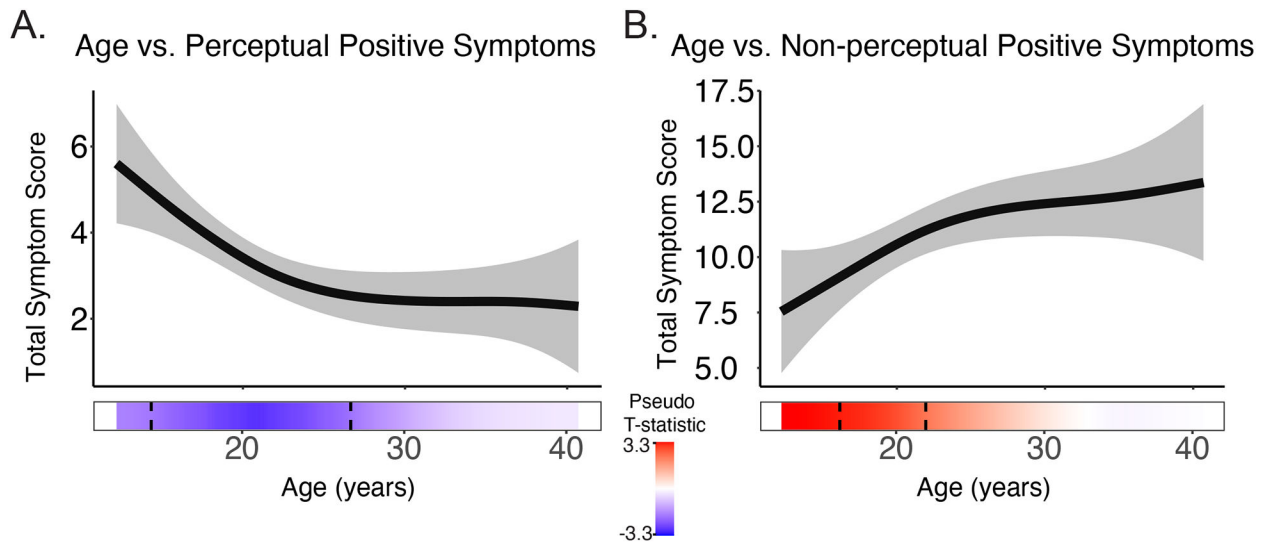 A.
Age vs. Perceptual Positive Symptoms
Total Symptom Score
6
4
2
20
30
40
Age (years)
Pseudo
T-statistic
3.3
-3.3
B.
Age vs. Non-perceptual Positive Symptoms
Total Symptom Score
17.5
15.0
12.5
10.0
7.5
5.0
20
30
40
Age (years)